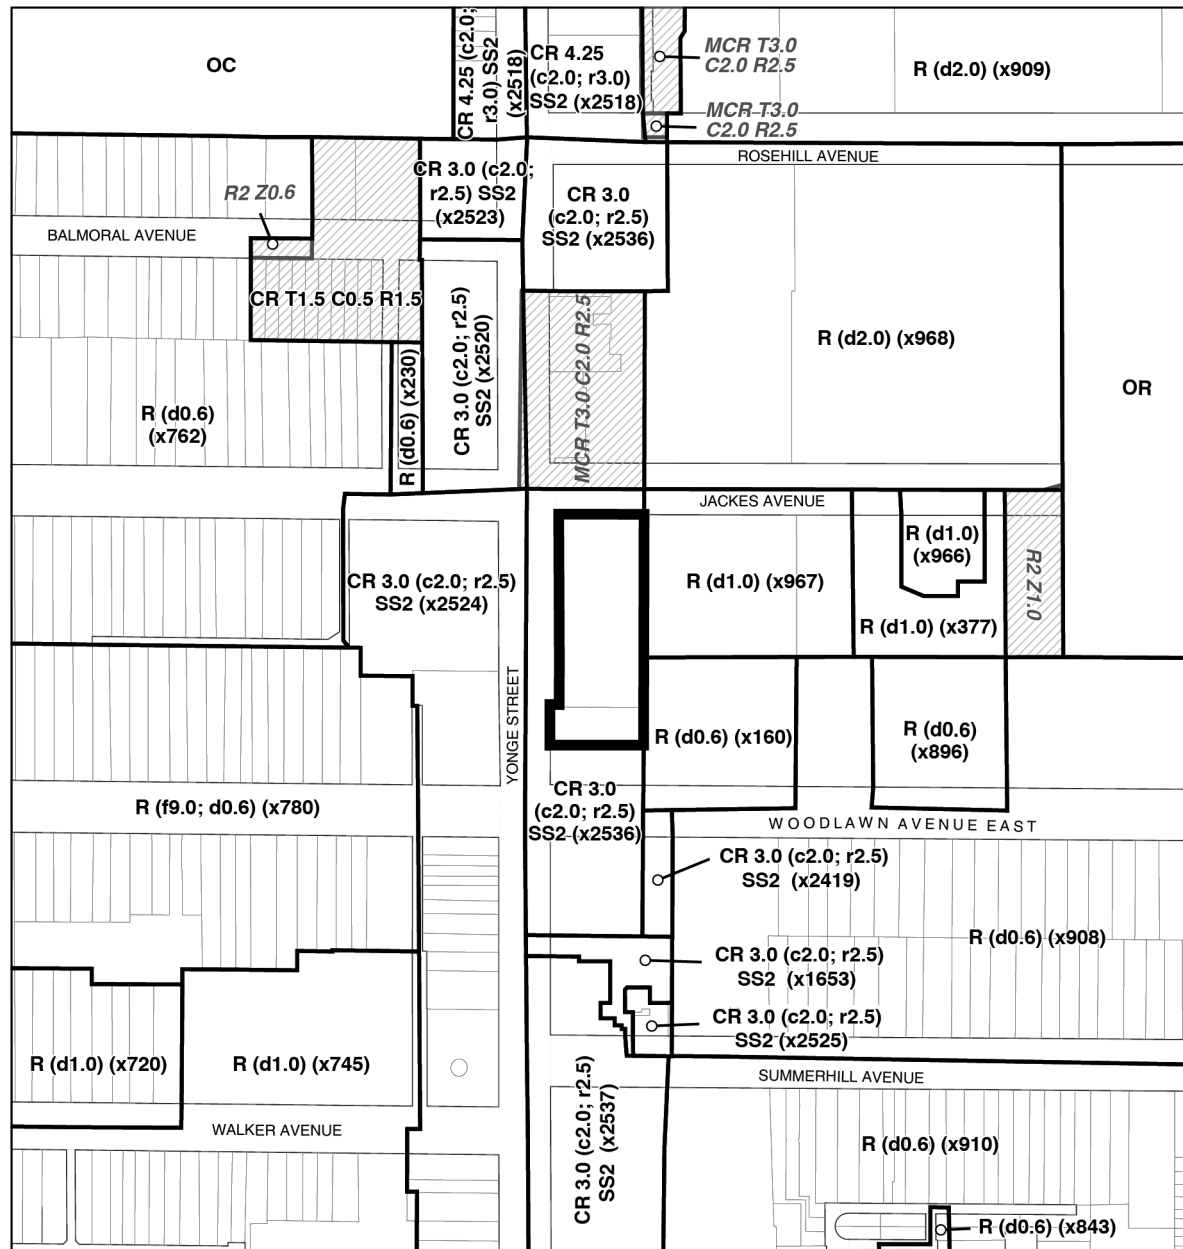 OC
CR 4.25 (c2.0;
r3.0) SS2
(x2518)
CR 4.25
(c2.0; r3.0)
SS2 (x2518)
MCR T3.0
C2.0 R2.5
MCR T3.0
C2.0 R2.5
R (d2.0) (x909)
ROSEHILL AVENUE
R2 Z0.6
CR 3.0 (c2.0;
r2.5) SS2
(x2523)
CR 3.0
(c2.0; r2.5)
SS2 (x2536)
BALMORAL AVENUE
CR T1.5 C0.5 R1.5
CR 3.0 (c2.0; r2.5)
SS2 (x2520)
MCR T3.0 C2.0 R2.5
R (d2.0) (x968)
OR
R (d0.6)
(x762)
R (d0.6) (x230)
JACKES AVENUE
CR 3.0 (c2.0; r2.5)
SS2 (x2524)
R (d1.0) (x967)
R (d1.0)
(x966)
R (d1.0) (x377)
R2 Z1.0
YONGE STREET
R (d0.6) (x160)
R (d0.6)
(x896)
R (f9.0; d0.6) (x780)
CR 3.0
(c2.0; r2.5)
SS2 (x2536)
WOODLAWN AVENUE EAST
CR 3.0 (c2.0; r2.5)
SS2 (x2419)
R (d0.6) (x908)
CR 3.0 (c2.0; r2.5)
SS2 (x1653)
CR 3.0 (c2.0; r2.5)
SS2 (x2525)
R (d1.0) (x720)
R (d1.0) (x745)
SUMMERHILL AVENUE
WALKER AVENUE
CR 3.0 (c2.0; r2.5)
SS2 (x2537)
R (d0.6) (x910)
R (d0.6) (x843)